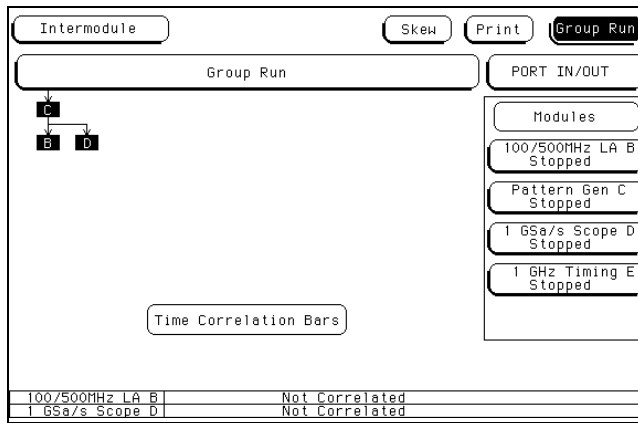 Intermodule
Skew
Print
Group Run
Group Run
PORT IN/OUT
C
B D
Modules
100/500MHz LA B
Stopped
Pattern Gen C
Stopped
1 GSa/s Scope D
Stopped
1 GHz Timing E
Stopped
Time Correlation Bars
100/500MHz LA B Not Correlated
1 GSa/s Scope D Not Correlated